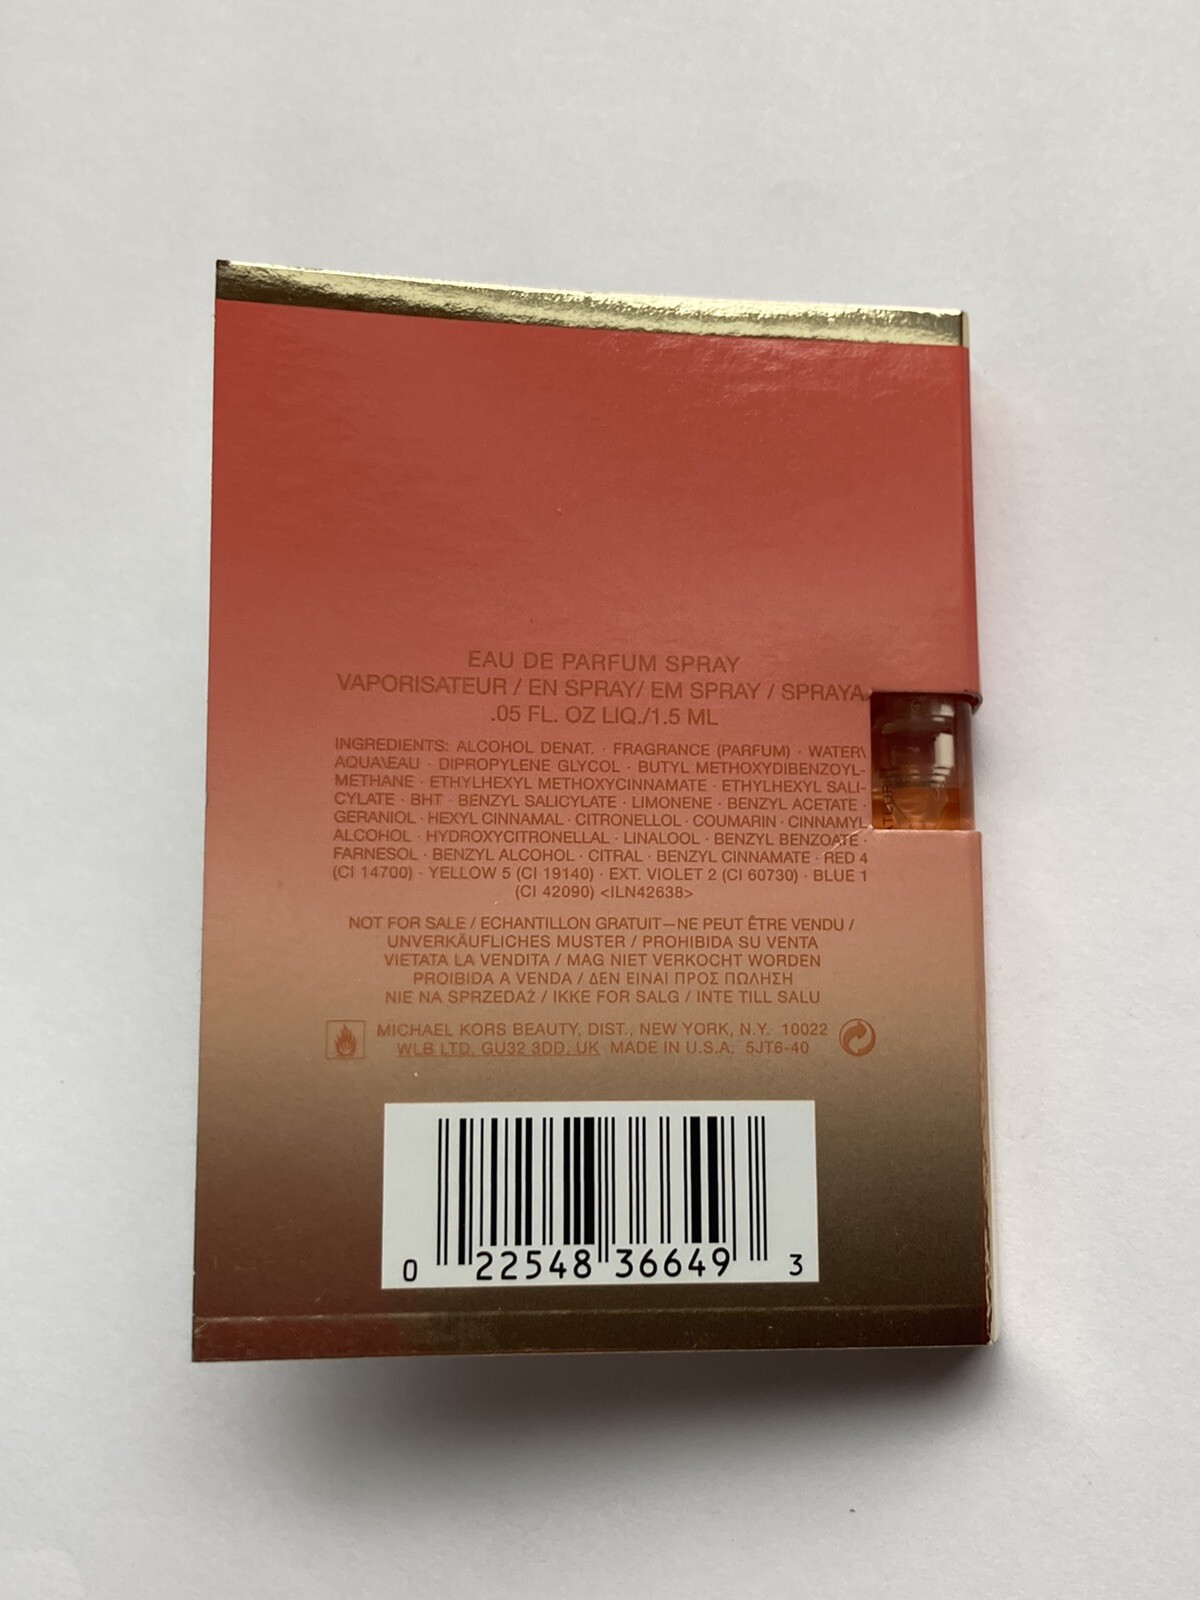 EAU DE PARFUM SPRAY
VAPORISATEUR / EN SPRAY/ EM SPRAY / SPRAYA
.05 FL. OZ LIQ./1.5 ML
INGREDIENTS: ALCOHOL DENAT. · FRAGRANCE (PARFUM) · WATER\
AQUA\EAU · DIPROPYLENE GLYCOL · BUTYL METHOXYDIBENZOYL-
METHANE · ETHYLHEXYL METHOXYCINNAMATE · ETHYLHEXYL SALI-
CYLATE · BHT · BENZYL SALICYLATE · LIMONENE · BENZYL ACETATE ·
GERANIOL · HEXYL CINNAMAL · CITRONELLOL · COUMARIN · CINNAMYL
ALCOHOL · HYDROXYCITRONELLAL · LINALOOL · BENZYL BENZOATE ·
FARNESOL · BENZYL ALCOHOL · CITRAL · BENZYL CINNAMATE · RED 4
(CI 14700) · YELLOW 5 (CI 19140) · EXT. VIOLET 2 (CI 60730) · BLUE 1
(CI 42090) <ILN42638>
NOT FOR SALE / ECHANTILLON GRATUIT—NE PEUT ÊTRE VENDU /
UNVERKÄUFLICHES MUSTER / PROHIBIDA SU VENTA
VIETATA LA VENDITA / MAG NIET VERKOCHT WORDEN
PROIBIDA A VENDA / ΔΕΝ ΕΙΝΑΙ ΠΡΟΣ ΠΩΛΗΣΗ
NIE NA SPRZEDAŻ / IKKE FOR SALG / INTE TILL SALU
MICHAEL KORS BEAUTY, DIST., NEW YORK, N.Y. 10022
WLB LTD. GU32 3DD, UK MADE IN U.S.A. 5JT6-40
0 22548 36649 3